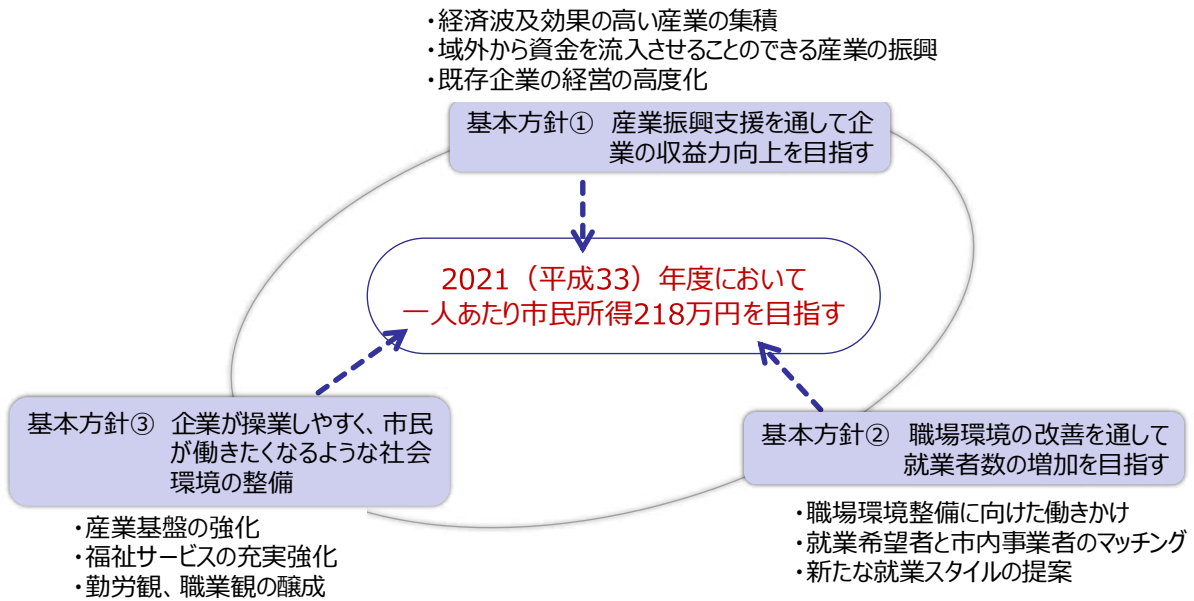 ・経済波及効果の高い産業の集積
・域外から資金を流入させることのできる産業の振興
・既存企業の経営の高度化
基本方針① 産業振興支援を通して企
業の収益力向上を目指す
2021（平成33）年度において
一人あたり市民所得218万円を目指す
基本方針③ 企業が操業しやすく、市民
が働きたくなるような社会
環境の整備
・産業基盤の強化
・福祉サービスの充実強化
・勤労観、職業観の醸成
基本方針② 職場環境の改善を通して
就業者数の増加を目指す
・職場環境整備に向けた働きかけ
・就業希望者と市内事業者のマッチング
・新たな就業スタイルの提案